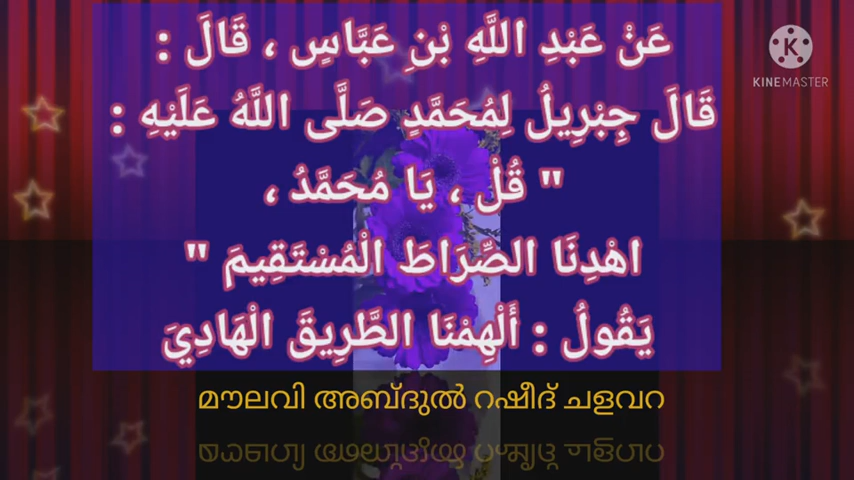 عَنْ عَبْدِ اللَّهِ بْنِ عَبَّاسٍ ، قَالَ :
KINEMASTER
قَالَ جِبْرِيلُ لِمُحَمَّدٍ صَلَّى اللَّهُ عَلَيْهِ :
" قُلْ ، يَا مُحَمَّدُ ،
اهْدِنَا الصِّرَاطَ الْمُسْتَقِيمَ "
يَقُولُ : أَلْهِمْنَا الطَّرِيقَ الْهَادِيَ
മൗലവി അബ്ദുൽ റഷീദ് ചളവറ